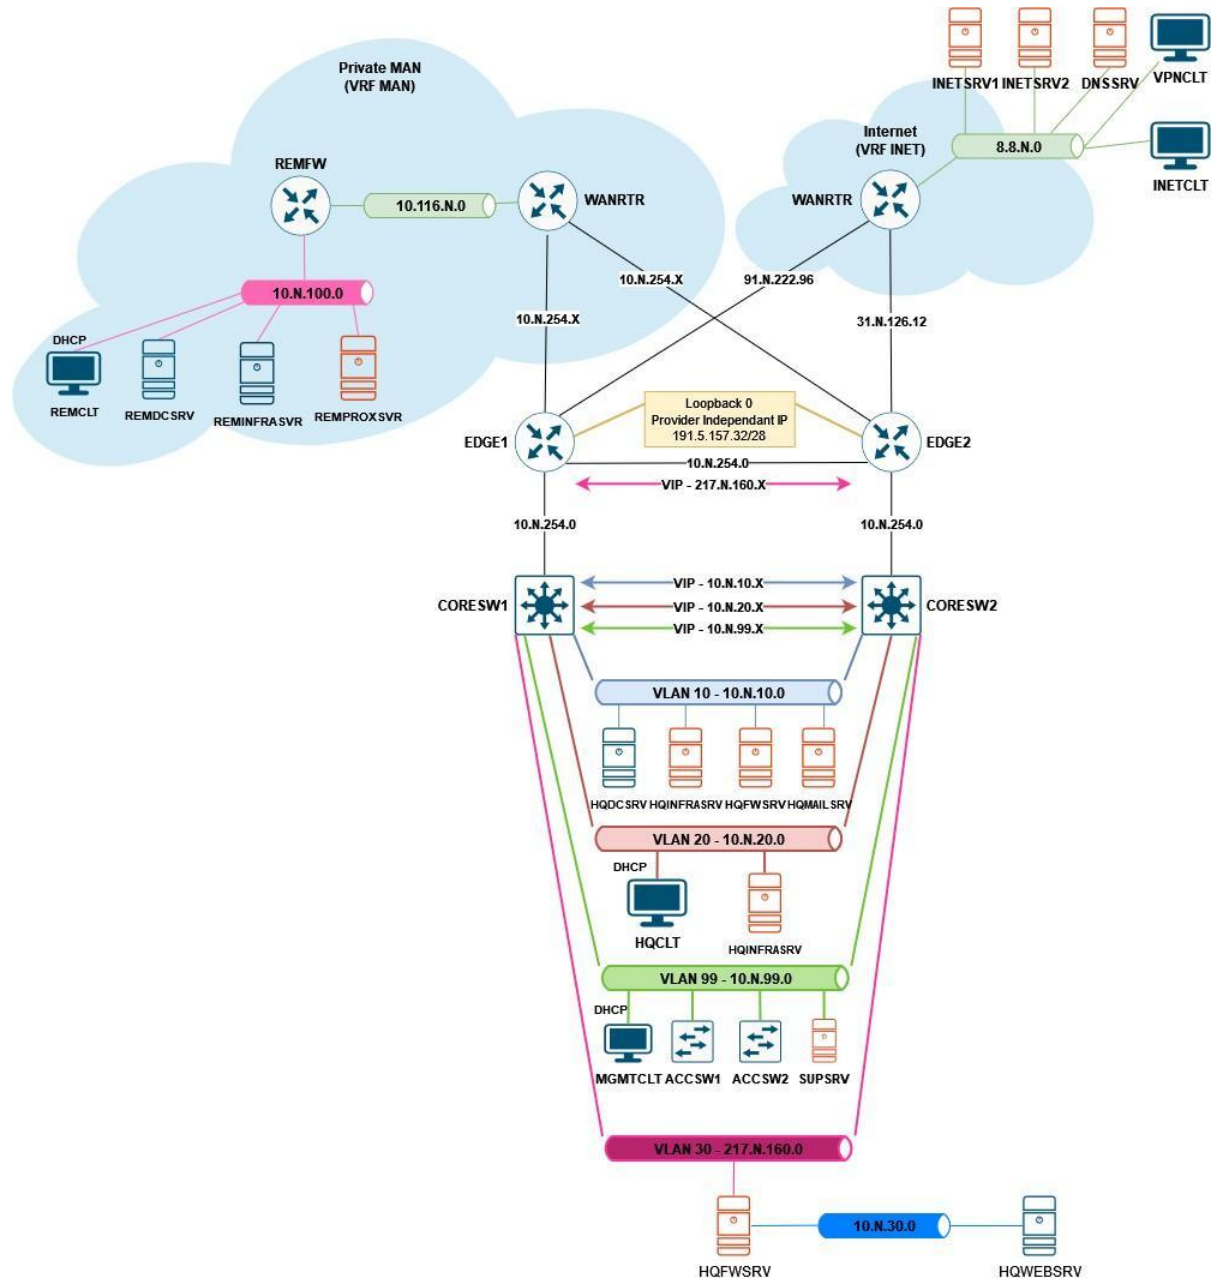 INETSRV1
INETSRV2
DNSSRV
VPNCLT
Private MAN
(VRF MAN)
Internet
(VRF INET)
8.8.N.0
INETCLT
REMFW
10.116.N.0
WANRTR
WANRTR
10.N.254.X
91.N.222.96
10.N.100.0
10.N.254.X
31.N.126.12
DHCP
REMCLT
REMDCSRV
REMINFRASVR
REMPROXSVR
Loopback 0
Provider Independant IP
191.5.157.32/28
EDGE1
EDGE2
10.N.254.0
VIP - 217.N.160.X
10.N.254.0
10.N.254.0
VIP - 10.N.10.X
CORESW1
VIP - 10.N.20.X
CORESW2
VIP - 10.N.99.X
VLAN 10 - 10.N.10.0
HQDCSRV
HQINFRASRV
HQFWSRV
HQMAILSRV
VLAN 20 - 10.N.20.0
DHCP
HQCLT
HQINFRASRV
VLAN 99 - 10.N.99.0
DHCP
MGMTCLT
ACCSW1
ACCSW2
SUPSRV
VLAN 30 - 217.N.160.0
10.N.30.0
HQFWSRV
HQWEBSRV